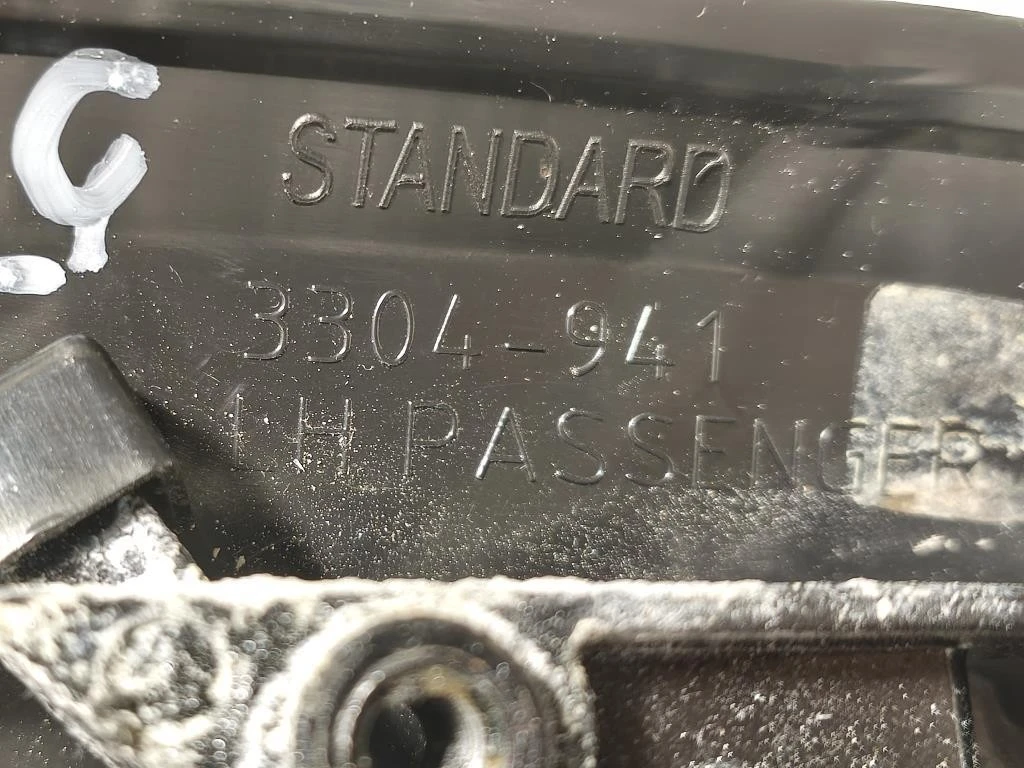 STANDARD
3304-941
LH PASSENGER